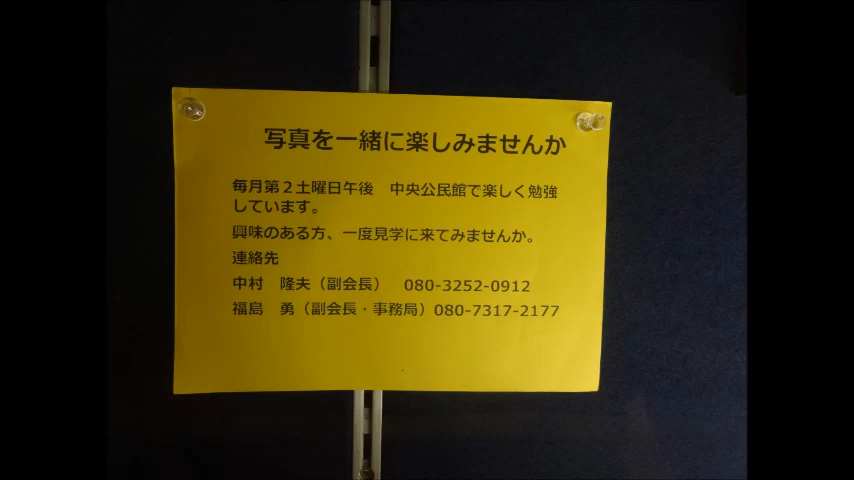 写真を一緒に楽しみませんか
毎月第２土曜日午後　中央公民館で楽しく勉強
しています。
興味のある方、一度見学に来てみませんか。
連絡先
中村　隆夫（副会長）　080-3252-0912
福島　勇（副会長・事務局）080-7317-2177